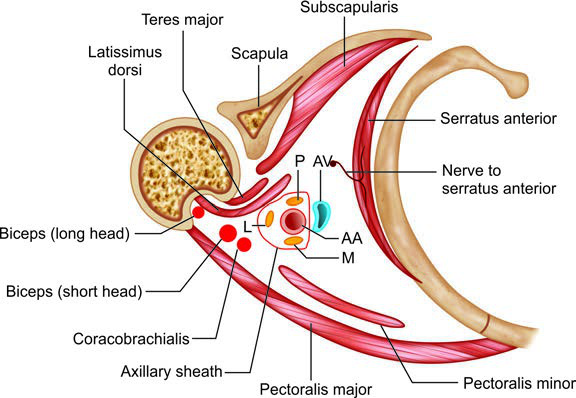 Subscapularis
Teres major
Latissimus
dorsi
Scapula
Serratus anterior
P
AV
Nerve to
serratus anterior
L
Biceps (long head)
AA
M
Biceps (short head)
Coracobrachialis
Axillary sheath
Pectoralis major
Pectoralis minor